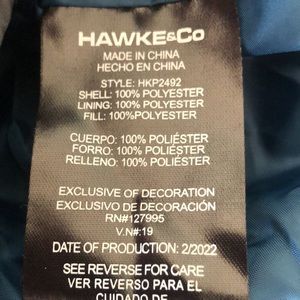 HAWKE&Co
MADE IN CHINA
HECHO EN CHINA
STYLE: HKP2492
SHELL: 100% POLYESTER
LINING: 100% POLYESTER
FILL: 100%POLYESTER
CUERPO: 100% POLIÉSTER
FORRO: 100% POLIÉSTER
RELLENO: 100% POLIÉSTER
EXCLUSIVE OF DECORATION
EXCLUSIVO DE DECORACIÓN
RN#127995
V.N#:19
DATE OF PRODUCTION: 2/2022
SEE REVERSE FOR CARE
VER REVERSO PARA EL
CUIDADO DE